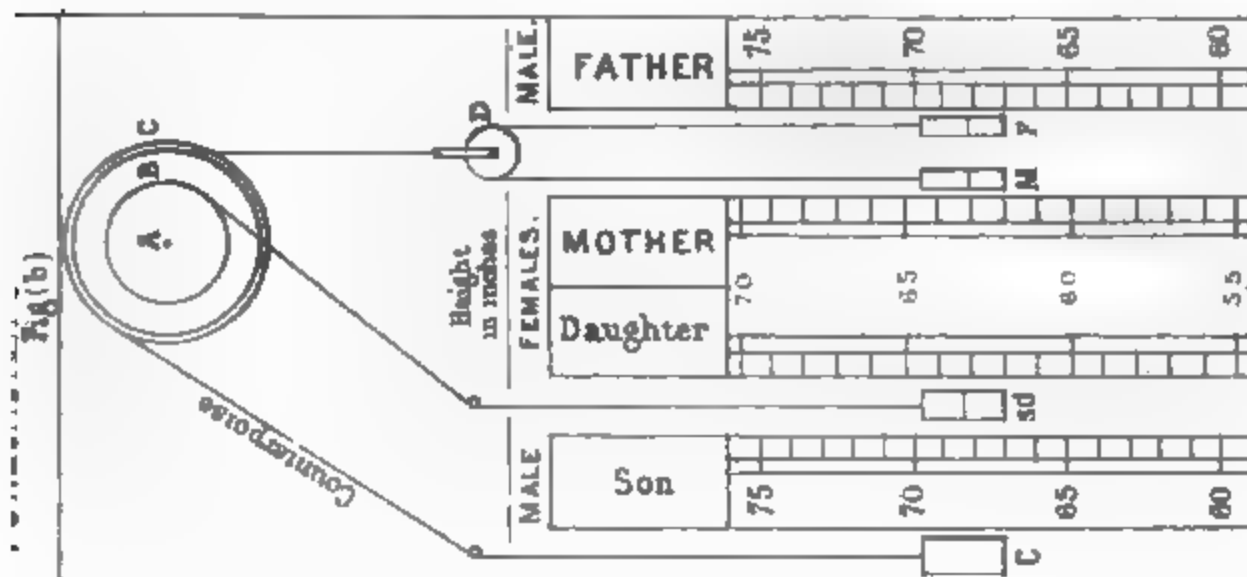 Fig(b)
A.
B
C
Counterpoise
D
Height
in inches
MALE.
FATHER
75
70
65
60
F
M
FEMALES.
MOTHER
Daughter
70
65
60
55
sd
MALE
Son
75
70
65
60
C